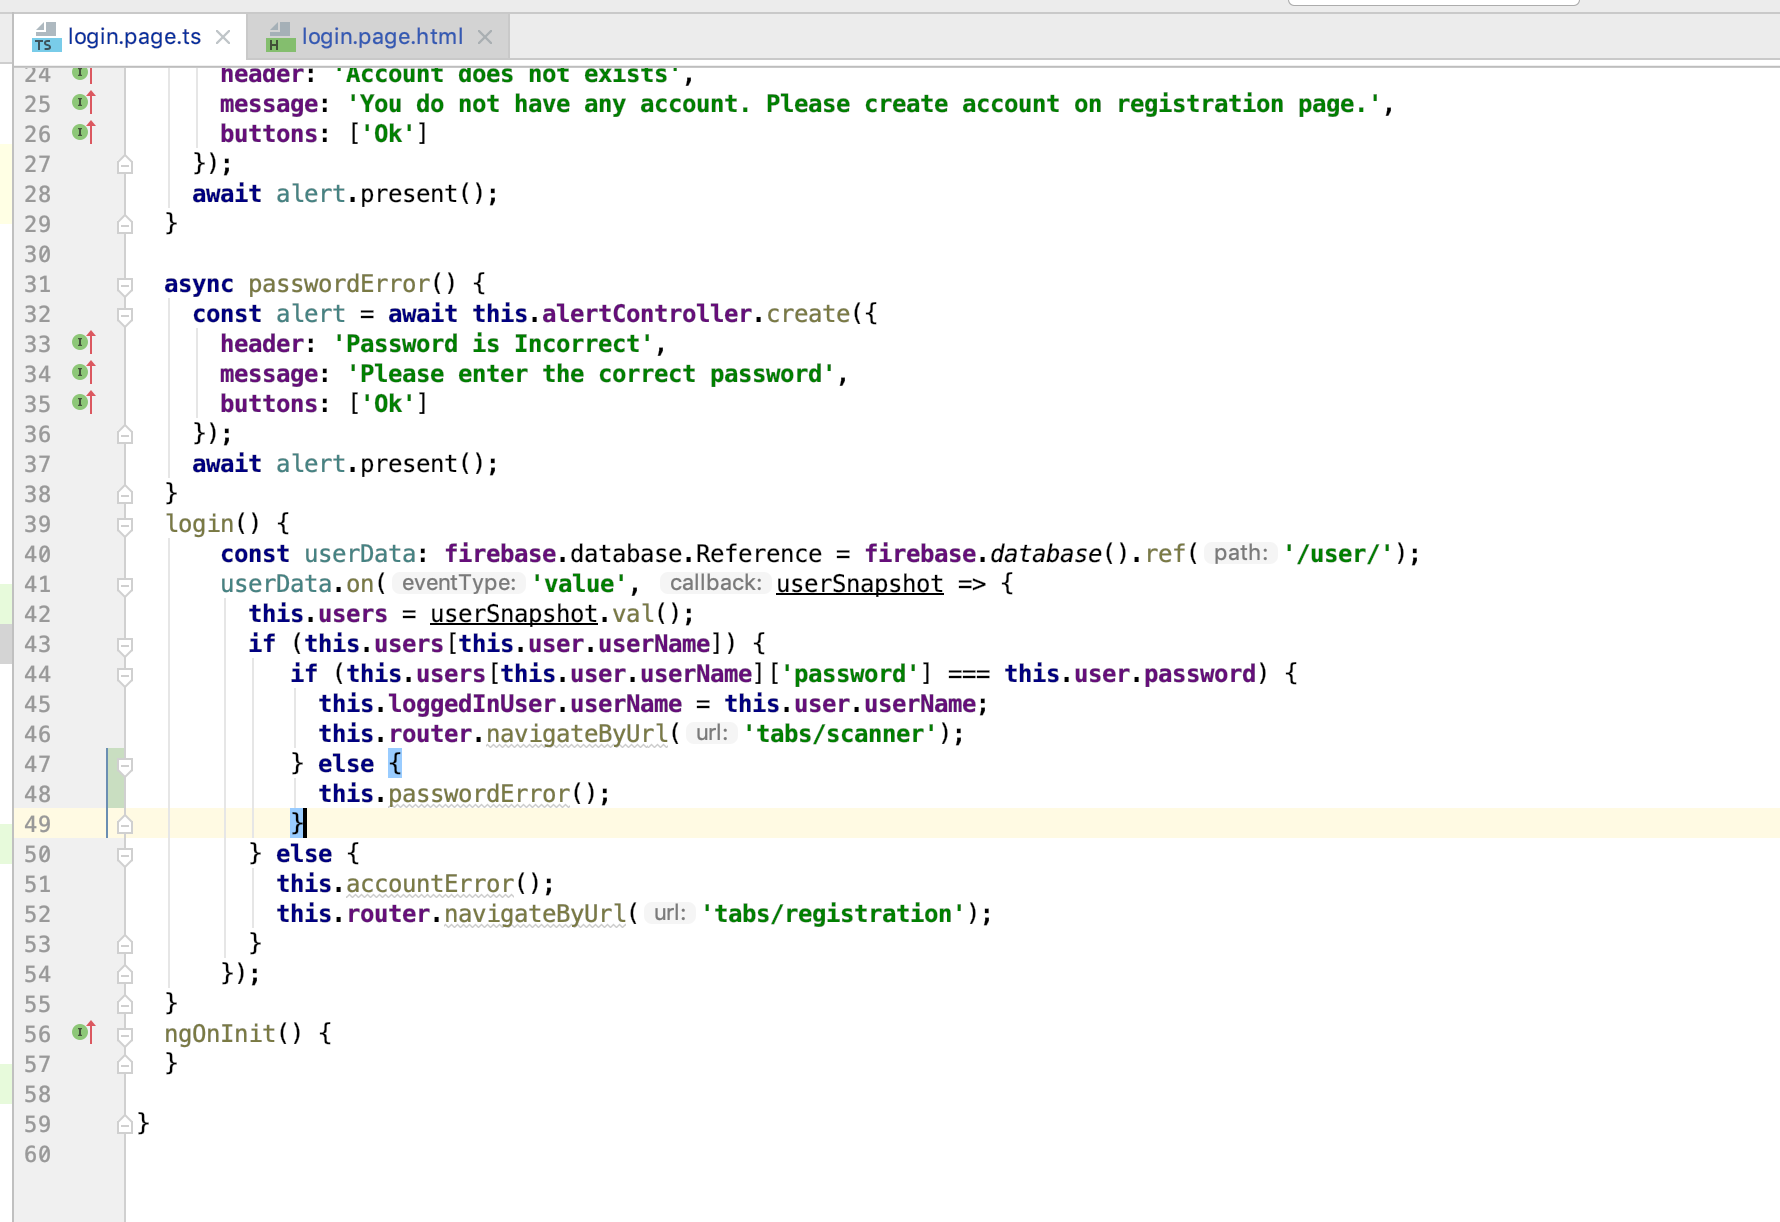 login.page.ts login.page.html
24 header: 'Account does not exists',
25 message: 'You do not have any account. Please create account on registration page.',
26 buttons: ['Ok']
27 });
28 await alert.present();
29 }
30
31 async passwordError() {
32 const alert = await this.alertController.create({
33 header: 'Password is Incorrect',
34 message: 'Please enter the correct password',
35 buttons: ['Ok']
36 });
37 await alert.present();
38 }
39 login() {
40 const userData: firebase.database.Reference = firebase.database().ref( path: '/user/');
41 userData.on( eventType: 'value', callback: userSnapshot => {
42 this.users = userSnapshot.val();
43 if (this.users[this.user.userName]) {
44 if (this.users[this.user.userName]['password'] === this.user.password) {
45 this.loggedInUser.userName = this.user.userName;
46 this.router.navigateByUrl( url: 'tabs/scanner');
47 } else {
48 this.passwordError();
49 }
50 } else {
51 this.accountError();
52 this.router.navigateByUrl( url: 'tabs/registration');
53 }
54 });
55 }
56 ngOnInit() {
57 }
58
59 }
60